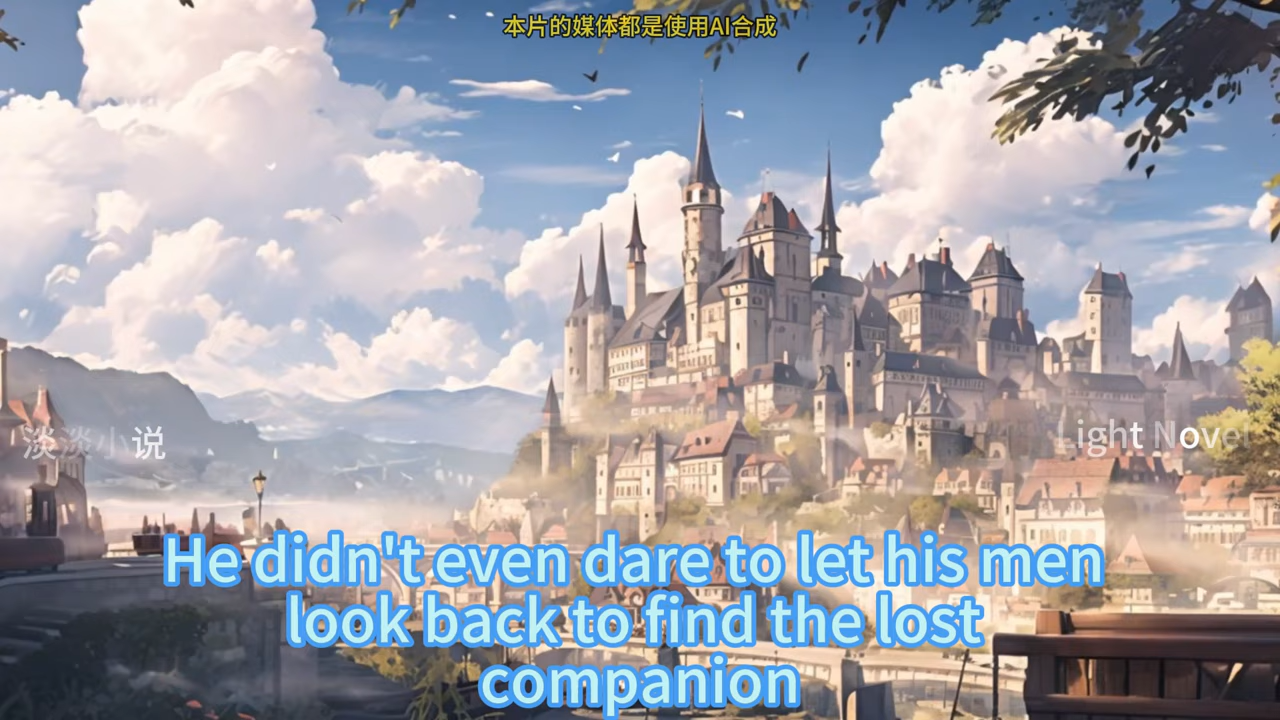 本片的媒体都是使用AI合成
淡淡小说
Light Novel
He didn't even dare to let his men
look back to find the lost
companion